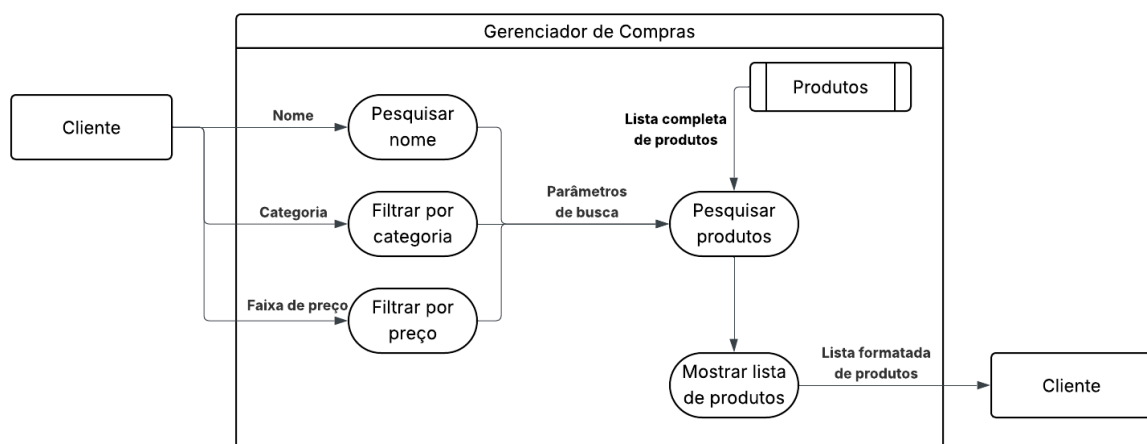 Gerenciador de Compras
Produtos
Cliente
Nome
Pesquisar
nome
Lista completa
de produtos
Categoria
Filtrar por
categoria
Parâmetros
de busca
Pesquisar
produtos
Faixa de preço
Filtrar por
preço
Mostrar lista
de produtos
Lista formatada
de produtos
Cliente